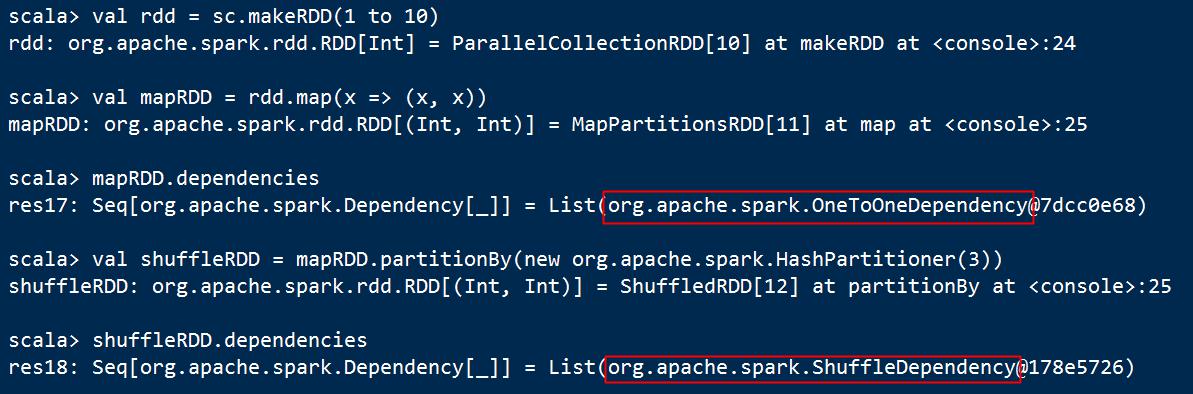 scala> val rdd = sc.makeRDD(1 to 10)
rdd: org.apache.spark.rdd.RDD[Int] = ParallelCollectionRDD[10] at makeRDD at <console>:24
scala> val mapRDD = rdd.map(x => (x, x))
mapRDD: org.apache.spark.rdd.RDD[(Int, Int)] = MapPartitionsRDD[11] at map at <console>:25
scala> mapRDD.dependencies
res17: Seq[org.apache.spark.Dependency[_]] = List(org.apache.spark.OneToOneDependency@7dcc0e68)
scala> val shuffleRDD = mapRDD.partitionBy(new org.apache.spark.HashPartitioner(3))
shuffleRDD: org.apache.spark.rdd.RDD[(Int, Int)] = ShuffledRDD[12] at partitionBy at <console>:25
scala> shuffleRDD.dependencies
res18: Seq[org.apache.spark.Dependency[_]] = List(org.apache.spark.ShuffleDependency@178e5726)